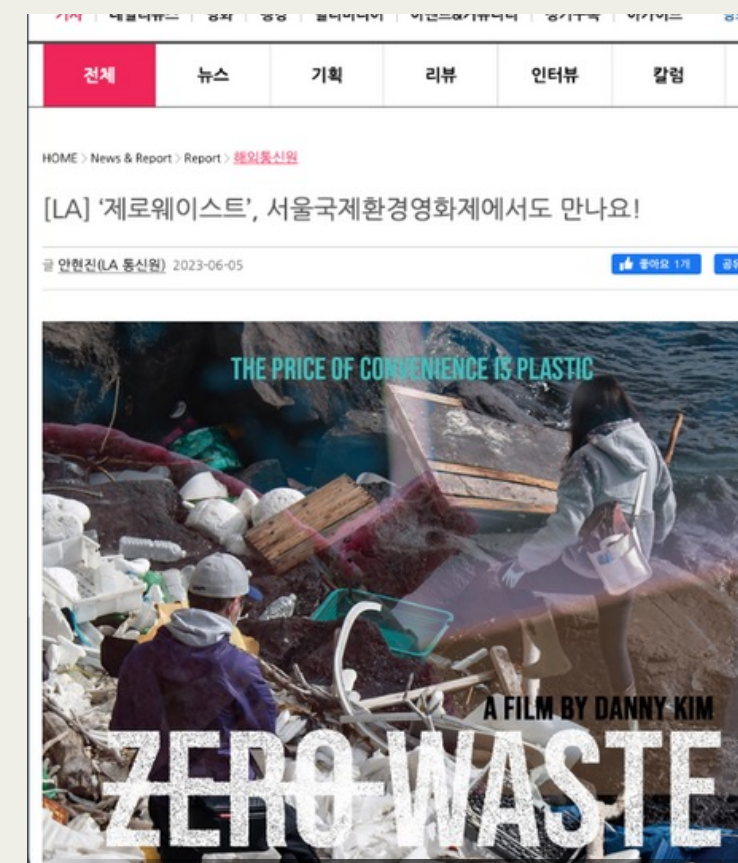 전체 뉴스 기획 리뷰 인터뷰 칼럼
HOME > News & Report > Report > 해외통신원
[LA] ‘제로웨이스트’, 서울국제환경영화제에서도 만나요!
글 안현진(LA 통신원) 2023-06-05
좋아요 1개
THE PRICE OF CONVENIENCE IS PLASTIC
A FILM BY DANNY KIM
ZERO WASTE